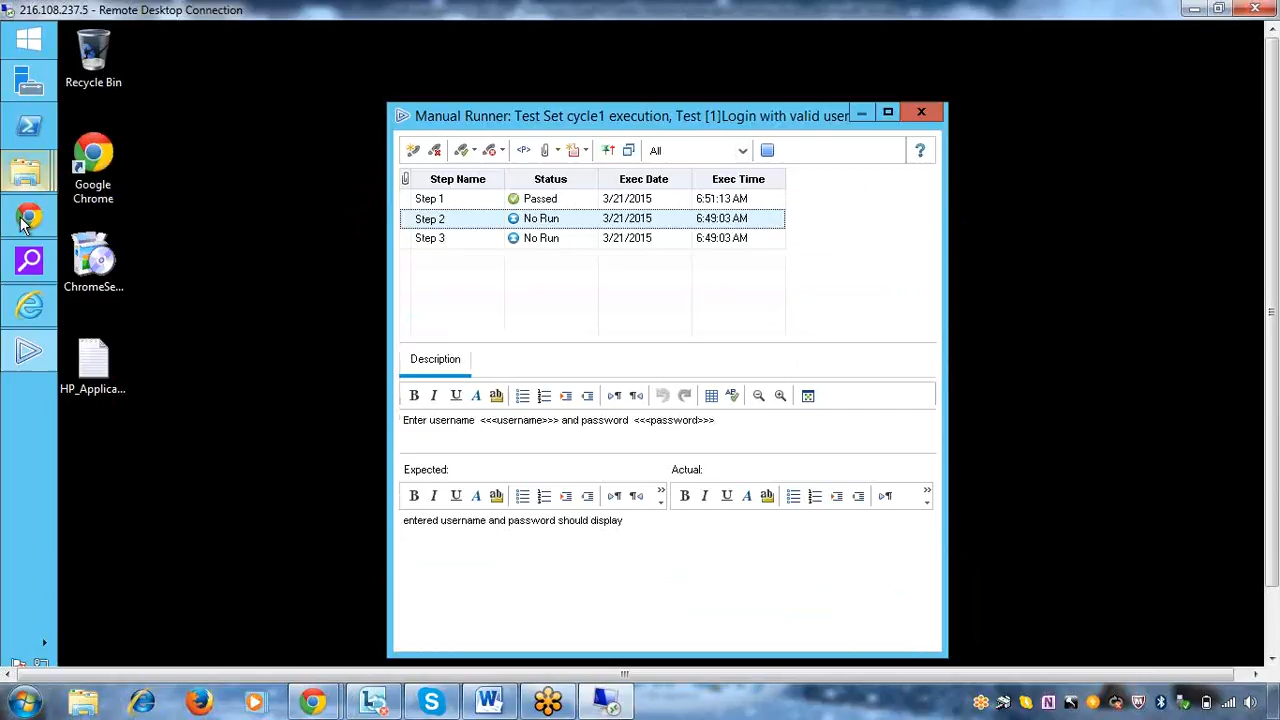 216.108.237.5 - Remote Desktop Connection
Recycle Bin
Google
Chrome
ChromeSe...
HP_Applica...
Manual Runner: Test Set cycle1 execution, Test [1]Login with valid user
<P>
All
?
Step Name Status Exec Date Exec Time
Step 1 Passed 3/21/2015 6:51:13 AM
Step 2 No Run 3/21/2015 6:49:03 AM
Step 3 No Run 3/21/2015 6:49:03 AM
Description
B I U A ab
Enter username <<<username>>> and password <<<password>>>
Expected: Actual:
B I U A ab B I U A ab
entered username and password should display